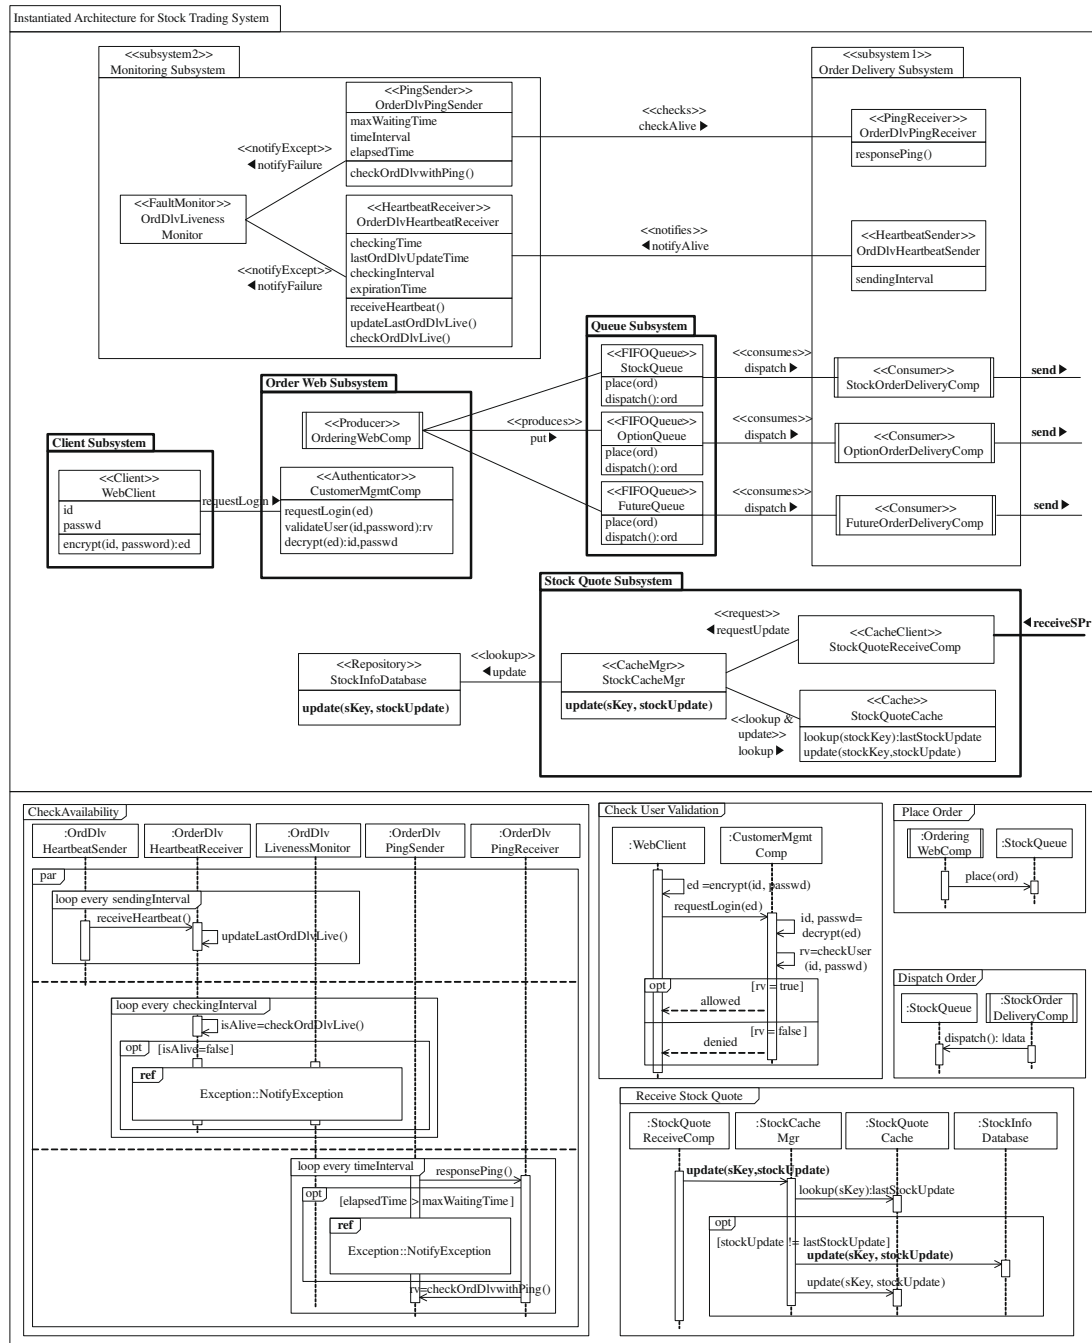 Instantiated Architecture for Stock Trading System
<<subsystem2>>
Monitoring Subsystem
<<subsystem1>>
Order Delivery Subsystem
<<PingSender>>
OrderDlvPingSender
maxWaitingTime
timeInterval
elapsedTime
checkOrdDlvwithPing()
<<checks>>
checkAlive ▶
<<PingReceiver>>
OrderDlvPingReceiver
responsePing()
<<notifyExcept>>
◀ notifyFailure
<<FaultMonitor>>
OrdDlvLiveness
Monitor
<<notifyExcept>>
◀ notifyFailure
<<HeartbeatReceiver>>
OrderDlvHeartbeatReceiver
checkingTime
lastOrdDlvUpdateTime
checkingInterval
expirationTime
receiveHeartbeat()
updateLastOrdDlvLive()
checkOrdDlvLive()
<<notifies>>
◀ notifyAlive
<<HeartbeatSender>>
OrdDlvHeartbeatSender
sendingInterval
Queue Subsystem
<<FIFOQueue>>
StockQueue
place(ord)
dispatch():ord
<<consumes>>
dispatch ▶
<<Consumer>>
StockOrderDeliveryComp
send ▶
Order Web Subsystem
<<Producer>>
OrderingWebComp
<<produces>>
put ▶
<<FIFOQueue>>
OptionQueue
place(ord)
dispatch():ord
<<consumes>>
dispatch ▶
<<Consumer>>
OptionOrderDeliveryComp
send ▶
Client Subsystem
<<Client>>
WebClient
id
passwd
encrypt(id, password):ed
requestLogin ▶
<<Authenticator>>
CustomerMgmtComp
requestLogin(ed)
validateUser(id,password):rv
decrypt(ed):id,passwd
<<FIFOQueue>>
FutureQueue
place(ord)
dispatch():ord
<<consumes>>
dispatch ▶
<<Consumer>>
FutureOrderDeliveryComp
send ▶
Stock Quote Subsystem
<<request>>
◀ requestUpdate
<<CacheClient>>
StockQuoteReceiveComp
◀ receiveSPr
<<Repository>>
StockInfoDatabase
update(sKey, stockUpdate)
<<lookup>>
◀ update
<<CacheMgr>>
StockCacheMgr
update(sKey, stockUpdate)
<<lookup &
update>>
lookup ▶
<<Cache>>
StockQuoteCache
lookup(stockKey):lastStockUpdate
update(stockKey,stockUpdate)
CheckAvailability
:OrdDlv
HeartbeatSender
:OrderDlv
HeartbeatReceiver
:OrdDlv
LivenessMonitor
:OrderDlv
PingSender
:OrderDlv
PingReceiver
par
loop every sendingInterval
receiveHeartbeat()
updateLastOrdDlvLive()
loop every checkingInterval
isAlive=checkOrdDlvLive()
opt
[isAlive=false]
ref
Exception::NotifyException
loop every timeInterval
responsePing()
opt
[elapsedTime > maxWaitingTime]
ref
Exception::NotifyException
rv=checkOrdDlvwithPing()
Check User Validation
:WebClient
:CustomerMgmt
Comp
ed =encrypt(id, passwd)
requestLogin(ed)
id, passwd=
decrypt(ed)
rv=checkUser
(id, passwd)
opt
[rv = true]
allowed
[rv = false]
denied
Place Order
:Ordering
WebComp
:StockQueue
place(ord)
Dispatch Order
:StockQueue
:StockOrder
DeliveryComp
dispatch(): |data
Receive Stock Quote
:StockQuote
ReceiveComp
:StockCache
Mgr
:StockQuote
Cache
:StockInfo
Database
update(sKey,stockUpdate)
lookup(sKey):lastStockUpdate
opt
[stockUpdate != lastStockUpdate]
update(sKey, stockUpdate)
update(sKey, stockUpdate)